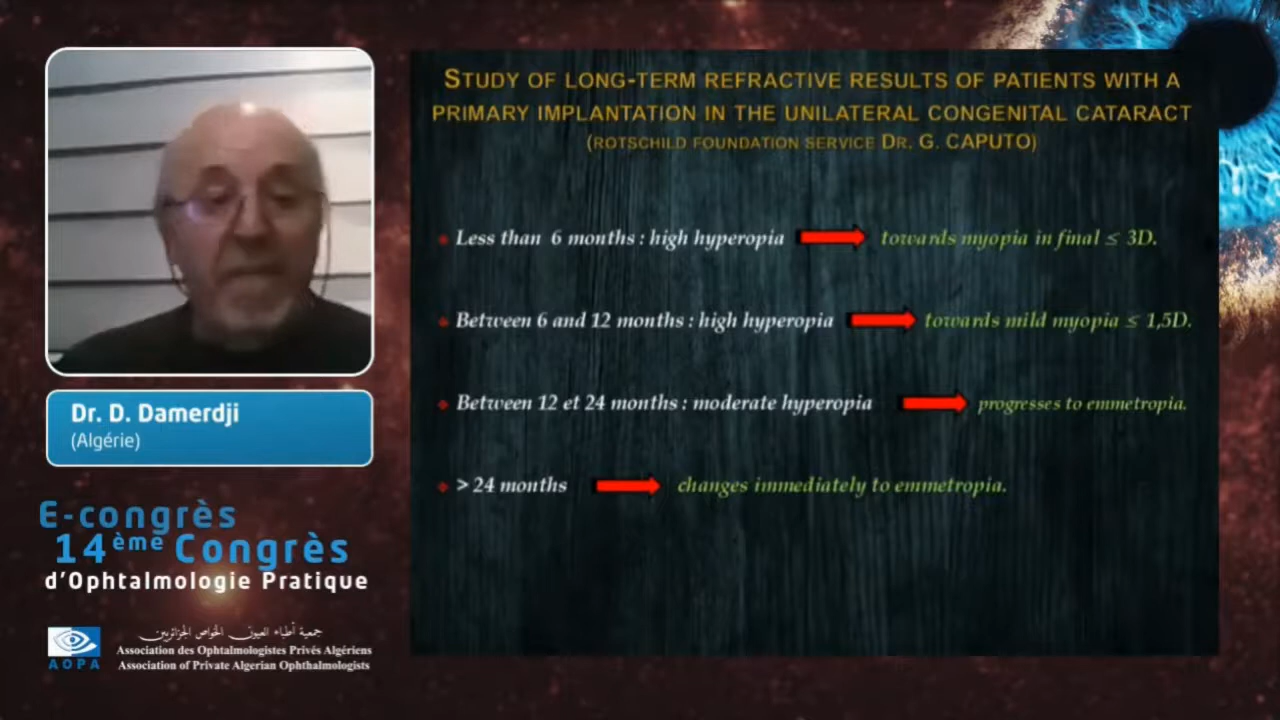 STUDY OF LONG-TERM REFRACTIVE RESULTS OF PATIENTS WITH A
PRIMARY IMPLANTATION IN THE UNILATERAL CONGENITAL CATARACT
(ROTSCHILD FOUNDATION SERVICE DR. G. CAPUTO)
Less than 6 months : high hyperopia towards myopia in final ≤ 3D.
Between 6 and 12 months : high hyperopia towards mild myopia ≤ 1,5D.
Between 12 et 24 months : moderate hyperopia progresses to emmetropia.
> 24 months changes immediately to emmetropia.
Dr. D. Damerdji
(Algérie)
E-congrès
14ème Congrès
d'Ophtalmologie Pratique
جمعية أطباء العيون الخواص الجزائريين
Association des Ophtalmologistes Privés Algériens
Association of Private Algerian Ophthalmologists
AOPA